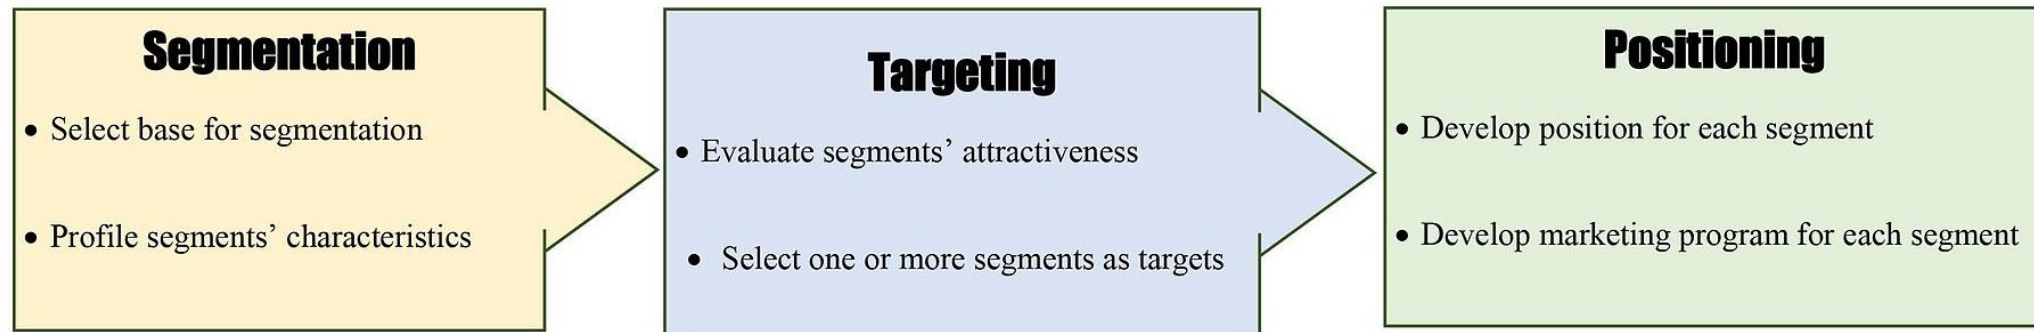 Segmentation
• Select base for segmentation
• Profile segments’ characteristics
Targeting
• Evaluate segments’ attractiveness
• Select one or more segments as targets
Positioning
• Develop position for each segment
• Develop marketing program for each segment